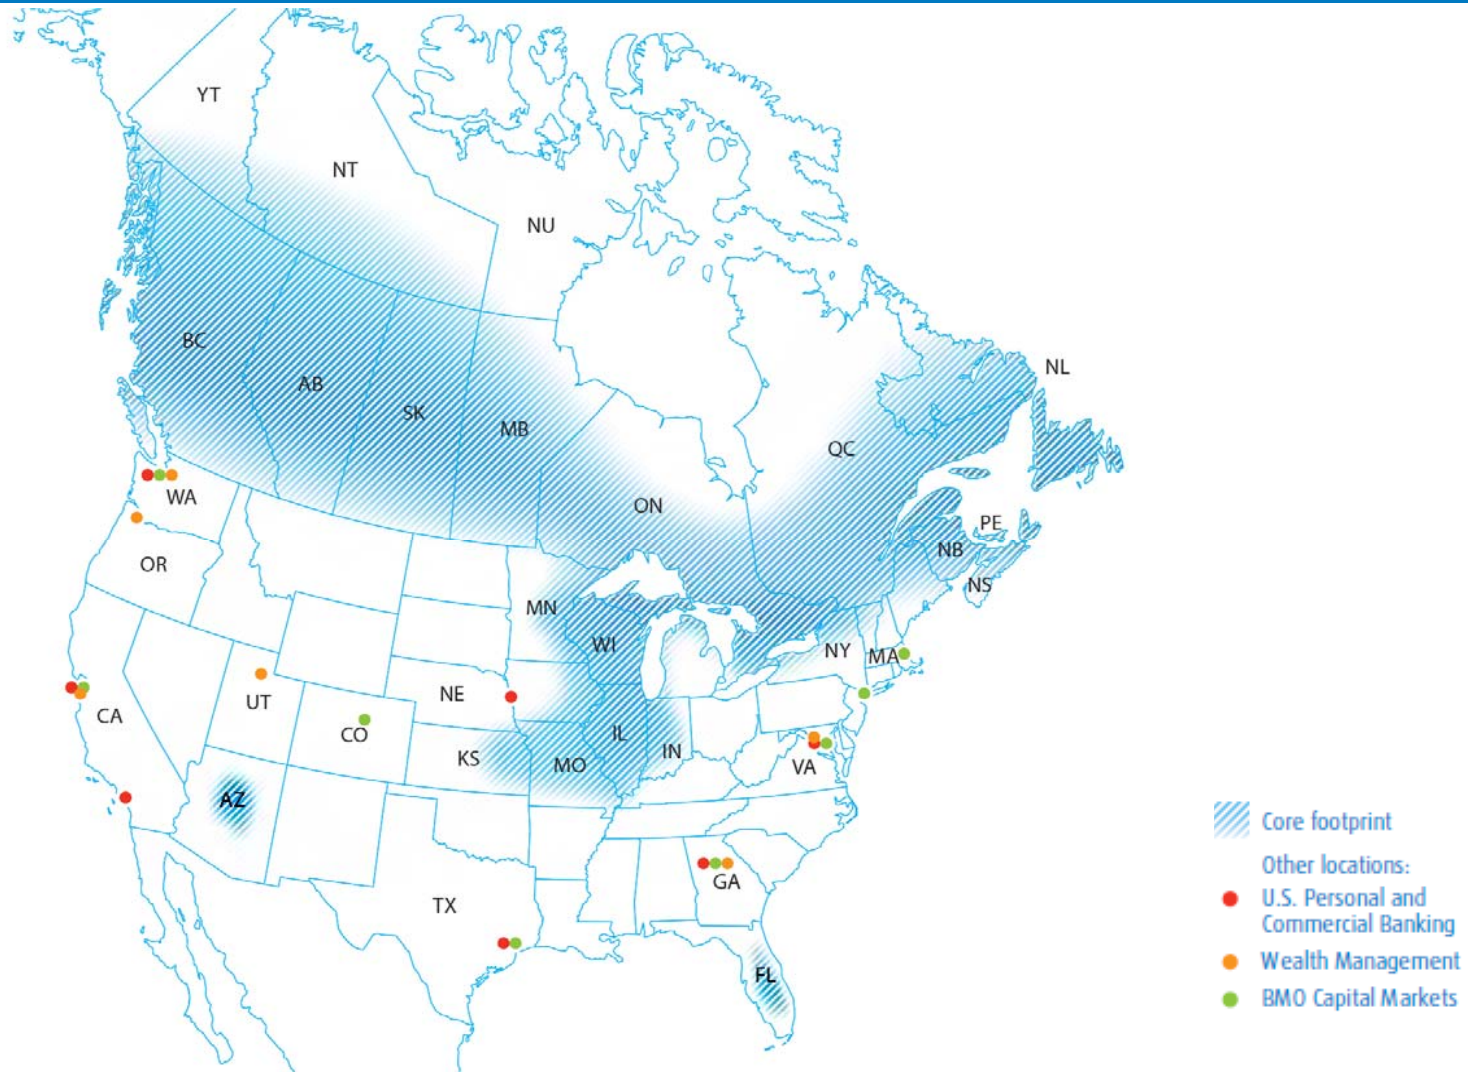 YT
NT
NU
BC
AB
SK
MB
ON
QC
NL
PE
NB
NS
WA
OR
MN
WI
NY
MA
CA
UT
CO
NE
KS
MO
IL
IN
VA
AZ
TX
GA
FL
Core footprint
Other locations:
U.S. Personal and
Commercial Banking
Wealth Management
BMO Capital Markets